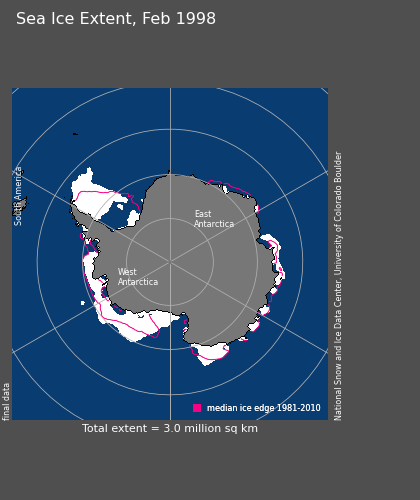 Sea Ice Extent, Feb 1998
South America
East
Antarctica
West
Antarctica
National Snow and Ice Data Center, University of Colorado Boulder
final data
median ice edge 1981-2010
Total extent = 3.0 million sq km